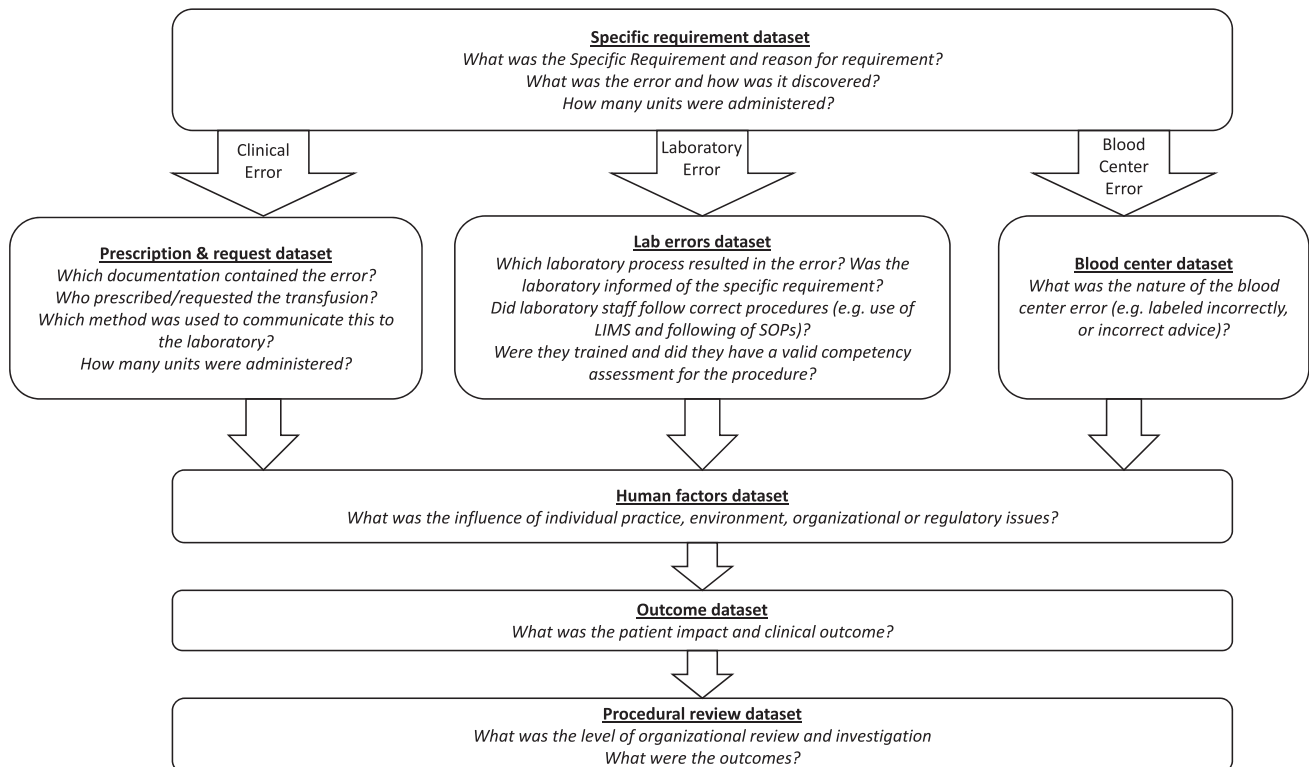 Specific requirement dataset
What was the Specific Requirement and reason for requirement?
What was the error and how was it discovered?
How many units were administered?
Clinical
Error
Laboratory
Error
Blood
Center
Error
Prescription & request dataset
Which documentation contained the error?
Who prescribed/requested the transfusion?
Which method was used to communicate this to
the laboratory?
How many units were administered?
Lab errors dataset
Which laboratory process resulted in the error? Was the
laboratory informed of the specific requirement?
Did laboratory staff follow correct procedures (e.g. use of
LIMS and following of SOPs)?
Were they trained and did they have a valid competency
assessment for the procedure?
Blood center dataset
What was the nature of the blood
center error (e.g. labeled incorrectly,
or incorrect advice)?
Human factors dataset
What was the influence of individual practice, environment, organizational or regulatory issues?
Outcome dataset
What was the patient impact and clinical outcome?
Procedural review dataset
What was the level of organizational review and investigation
What were the outcomes?